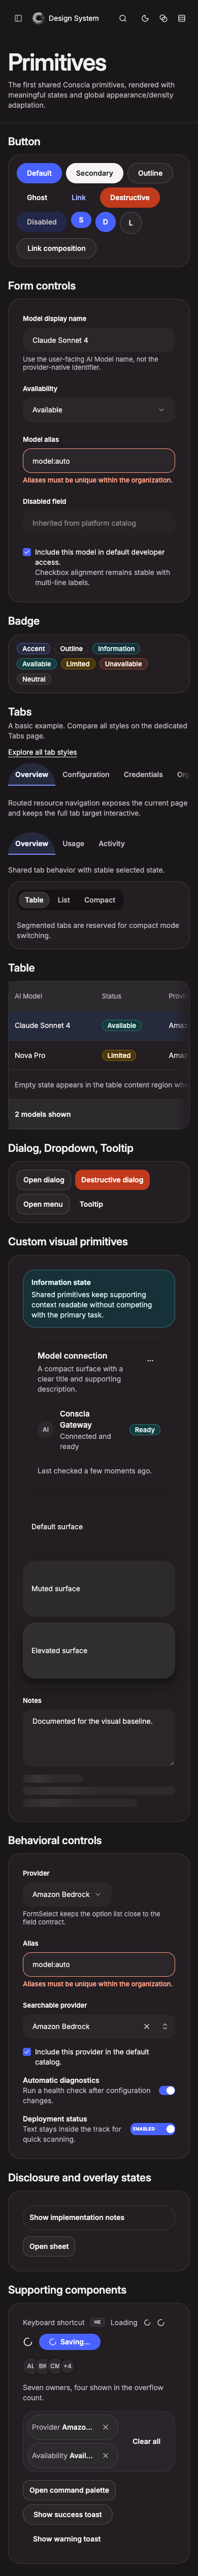 Design System
Primitives
The first shared Conscia primitives, rendered with
meaningful states and global appearance/density
adaptation.
Button
Default Secondary Outline
Ghost Link Destructive
Disabled S D L
Link composition
Form controls
Model display name
Claude Sonnet 4
Use the user-facing AI Model name, not the
provider-native identifier.
Availability
Available
Model alias
model:auto
Aliases must be unique within the organization.
Disabled field
Inherited from platform catalog
Include this model in default developer
access.
Checkbox alignment remains stable with
multi-line labels.
Badge
Accent Outline Information
Available Limited Unavailable
Neutral
Tabs
A basic example. Compare all styles on the dedicated
Tabs page.
Explore all tab styles
Overview Configuration Credentials Org
Routed resource navigation exposes the current page
and keeps the full tab target interactive.
Overview Usage Activity
Shared tab behavior with stable selected state.
Table List Compact
Segmented tabs are reserved for compact mode
switching.
Table
AI Model Status Provi
Claude Sonnet 4 Available Amaz
Nova Pro Limited Amaz
Empty state appears in the table content region whe
2 models shown
Dialog, Dropdown, Tooltip
Open dialog Destructive dialog
Open menu Tooltip
Custom visual primitives
Information state
Shared primitives keep supporting
context readable without competing
with the primary task.
Model connection
A compact surface with a
clear title and supporting
description.
AI
Conscia
Gateway
Connected and
ready
Ready
Last checked a few moments ago.
Default surface
Muted surface
Elevated surface
Notes
Documented for the visual baseline.
Behavioral controls
Provider
Amazon Bedrock
FormSelect keeps the option list close to the
field contract.
Alias
model:auto
Aliases must be unique within the organization.
Searchable provider
Amazon Bedrock
Include this provider in the default
catalog.
Automatic diagnostics
Run a health check after configuration
changes.
Deployment status
Text stays inside the track for
quick scanning.
ENABLED
Disclosure and overlay states
Show implementation notes
Open sheet
Supporting components
Keyboard shortcut ⌘K Loading
Saving...
+4
Seven owners, four shown in the overflow
count.
Provider Amazo...
Availability Avail...
Clear all
Open command palette
Show success toast
Show warning toast